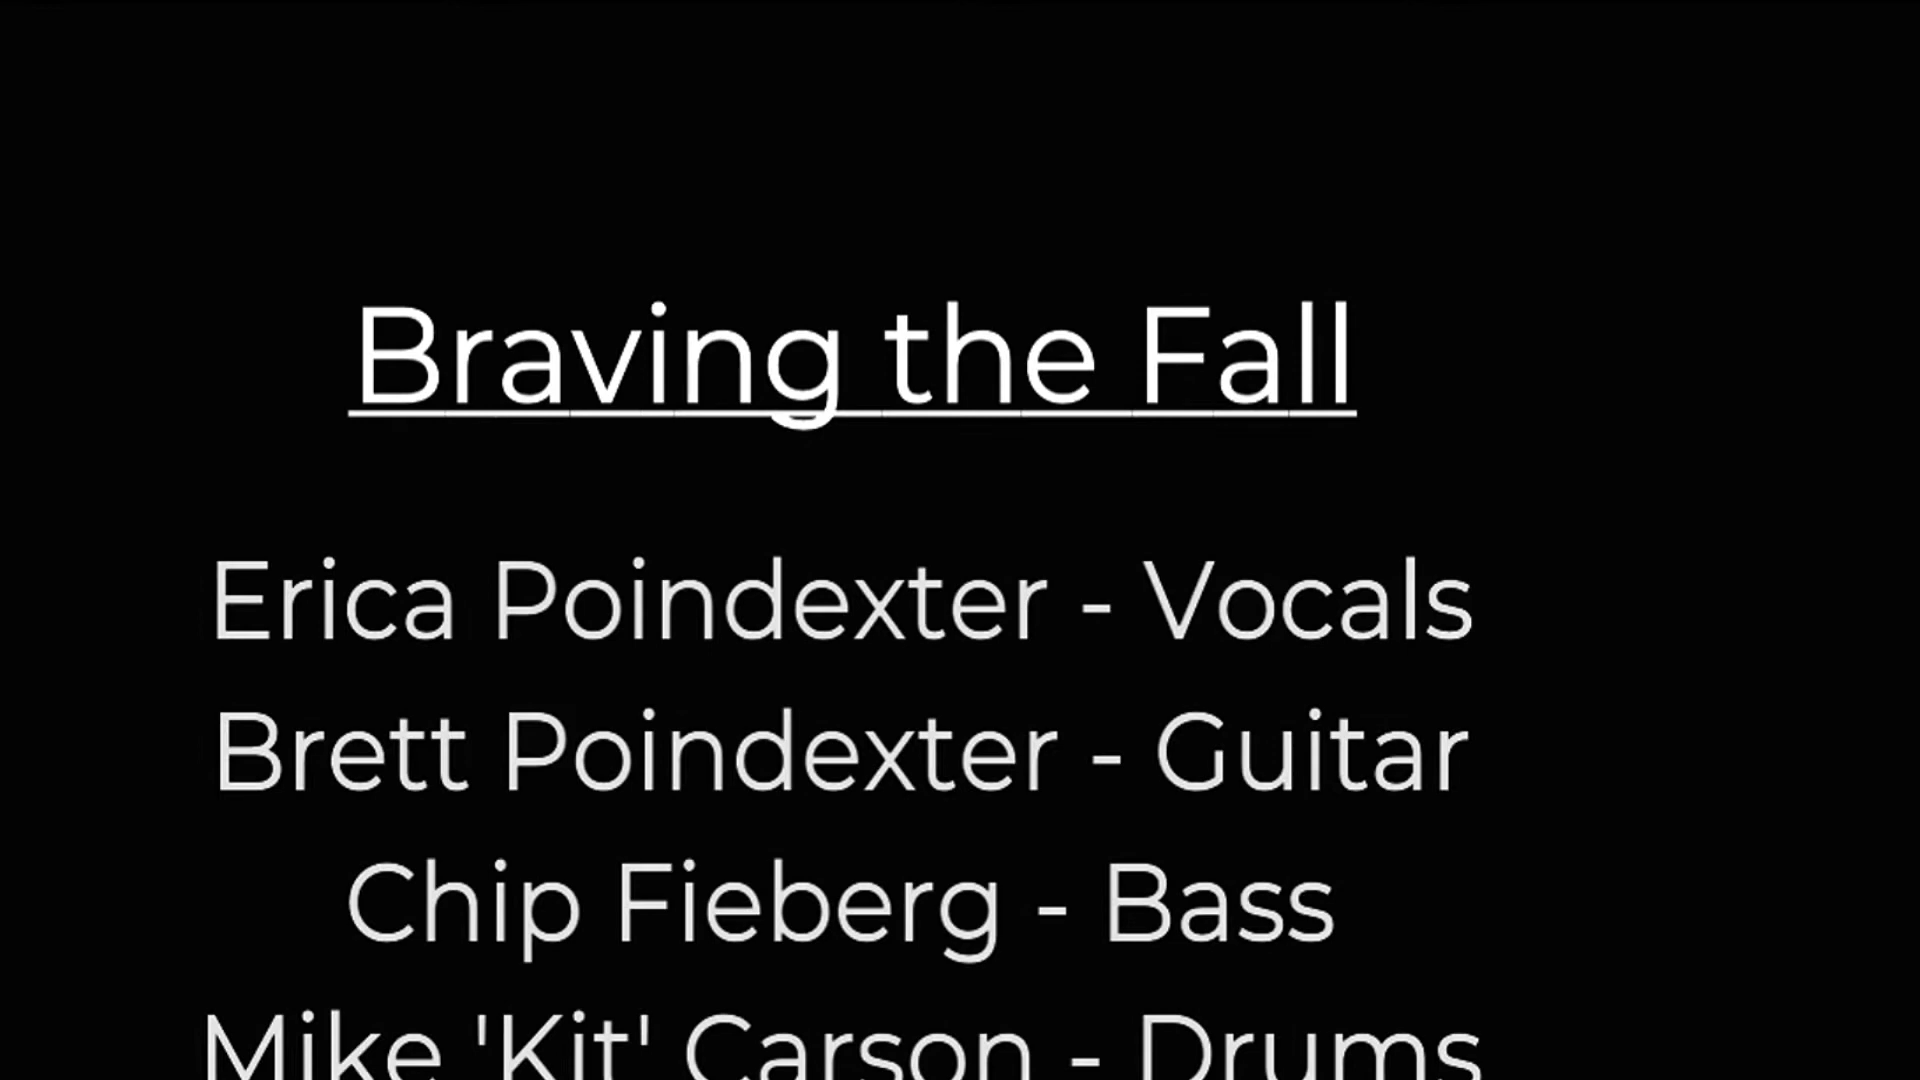 Braving the Fall
Erica Poindexter - Vocals
Brett Poindexter - Guitar
Chip Fieberg - Bass
Mike 'Kit' Carson - Drums